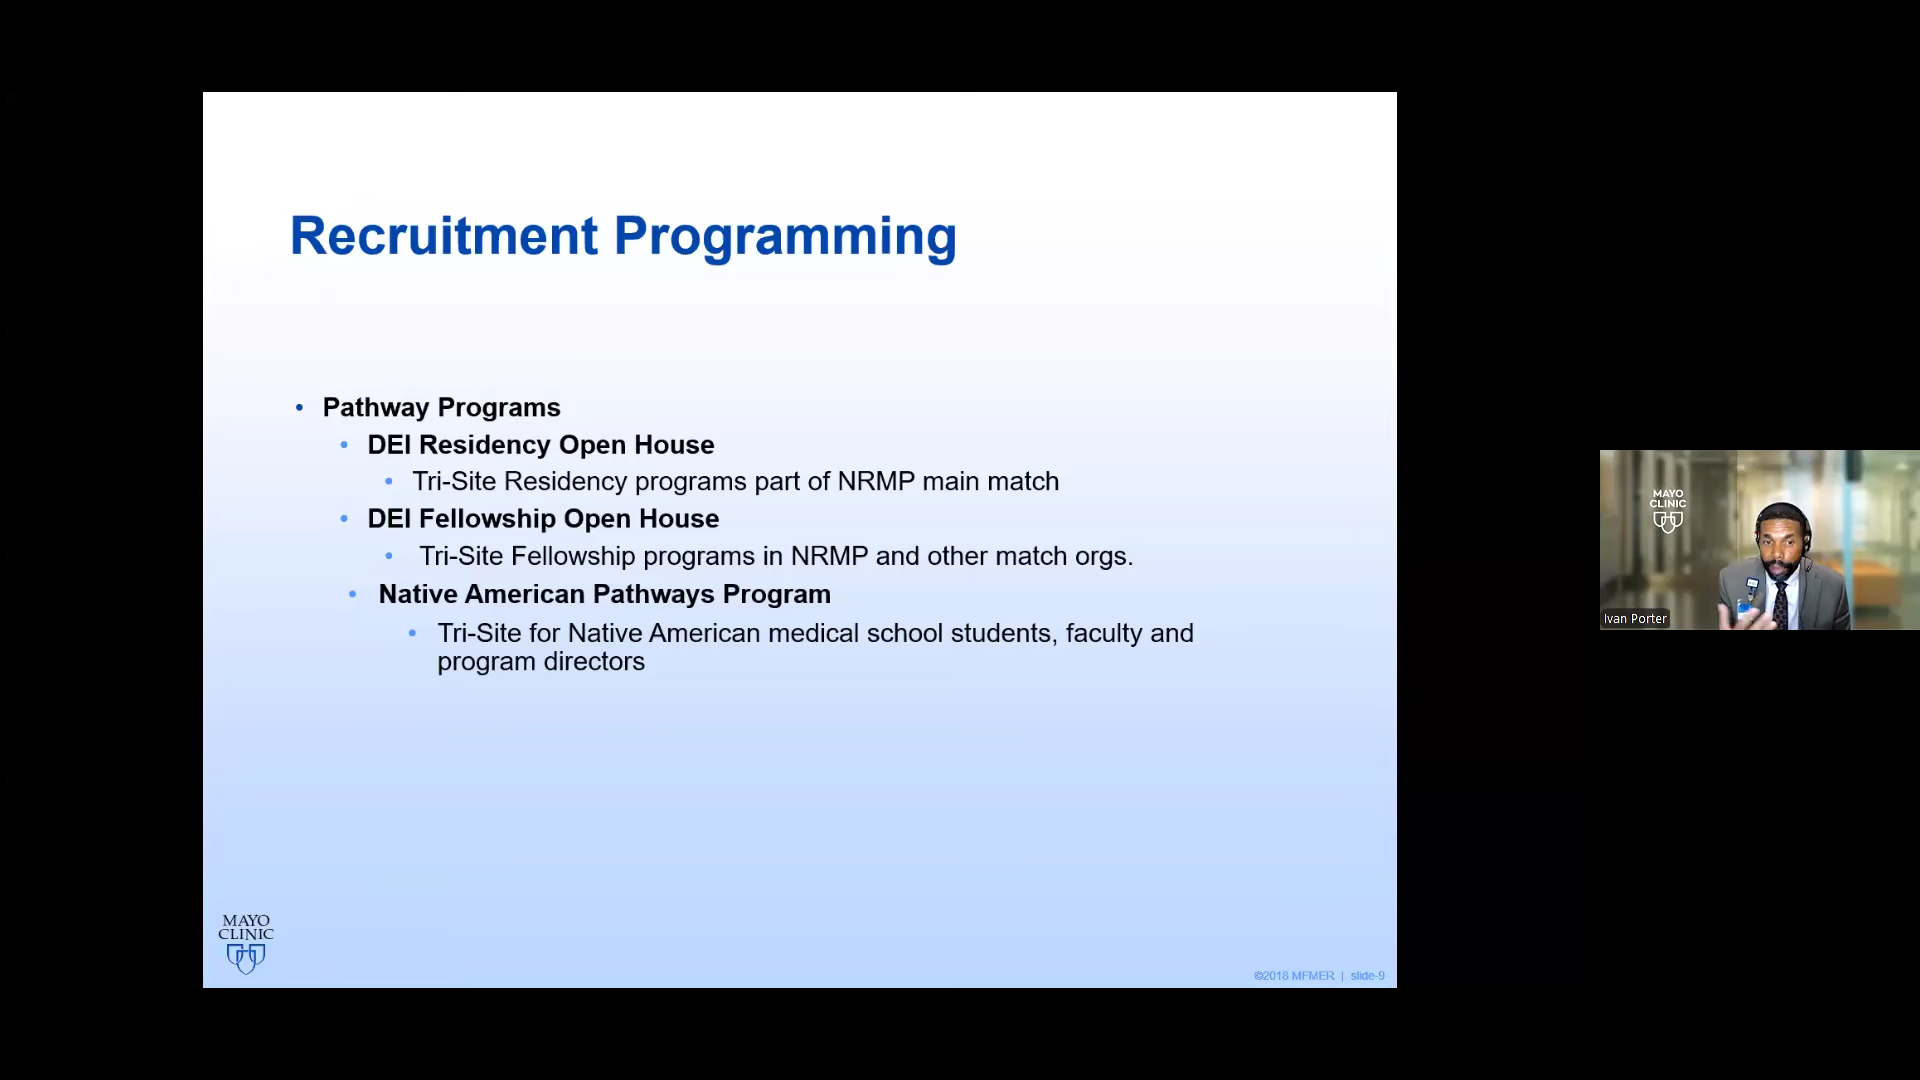 Recruitment Programming
• Pathway Programs
• DEI Residency Open House
• Tri-Site Residency programs part of NRMP main match
• DEI Fellowship Open House
• Tri-Site Fellowship programs in NRMP and other match orgs.
• Native American Pathways Program
• Tri-Site for Native American medical school students, faculty and
program directors
MAYO
CLINIC
©2018 MFMER | slide-9
MAYO
CLINIC
Ivan Porter